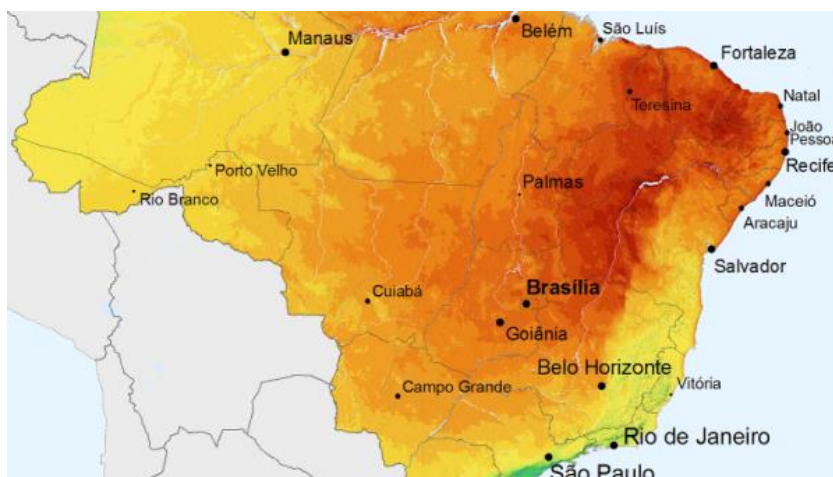 Belém
São Luís
Manaus
Fortaleza
Teresina
Natal
João
Pessoa
Recife
Porto Velho
Palmas
Rio Branco
Maceió
Aracaju
Salvador
Brasília
Cuiabá
Goiânia
Belo Horizonte
Campo Grande
Vitória
Rio de Janeiro
São Paulo